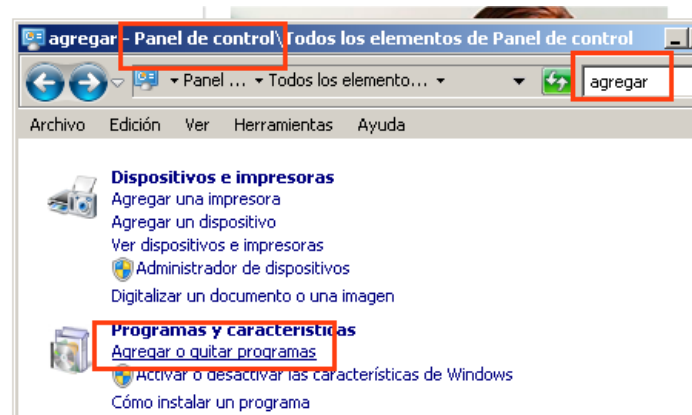 agregar - Panel de control\Todos los elementos de Panel de control
Panel ... Todos los elemento... agregar
Archivo Edición Ver Herramientas Ayuda
Dispositivos e impresoras
Agregar una impresora
Agregar un dispositivo
Ver dispositivos e impresoras
Administrador de dispositivos
Digitalizar un documento o una imagen
Programas y características
Agregar o quitar programas
Activar o desactivar las características de Windows
Cómo instalar un programa